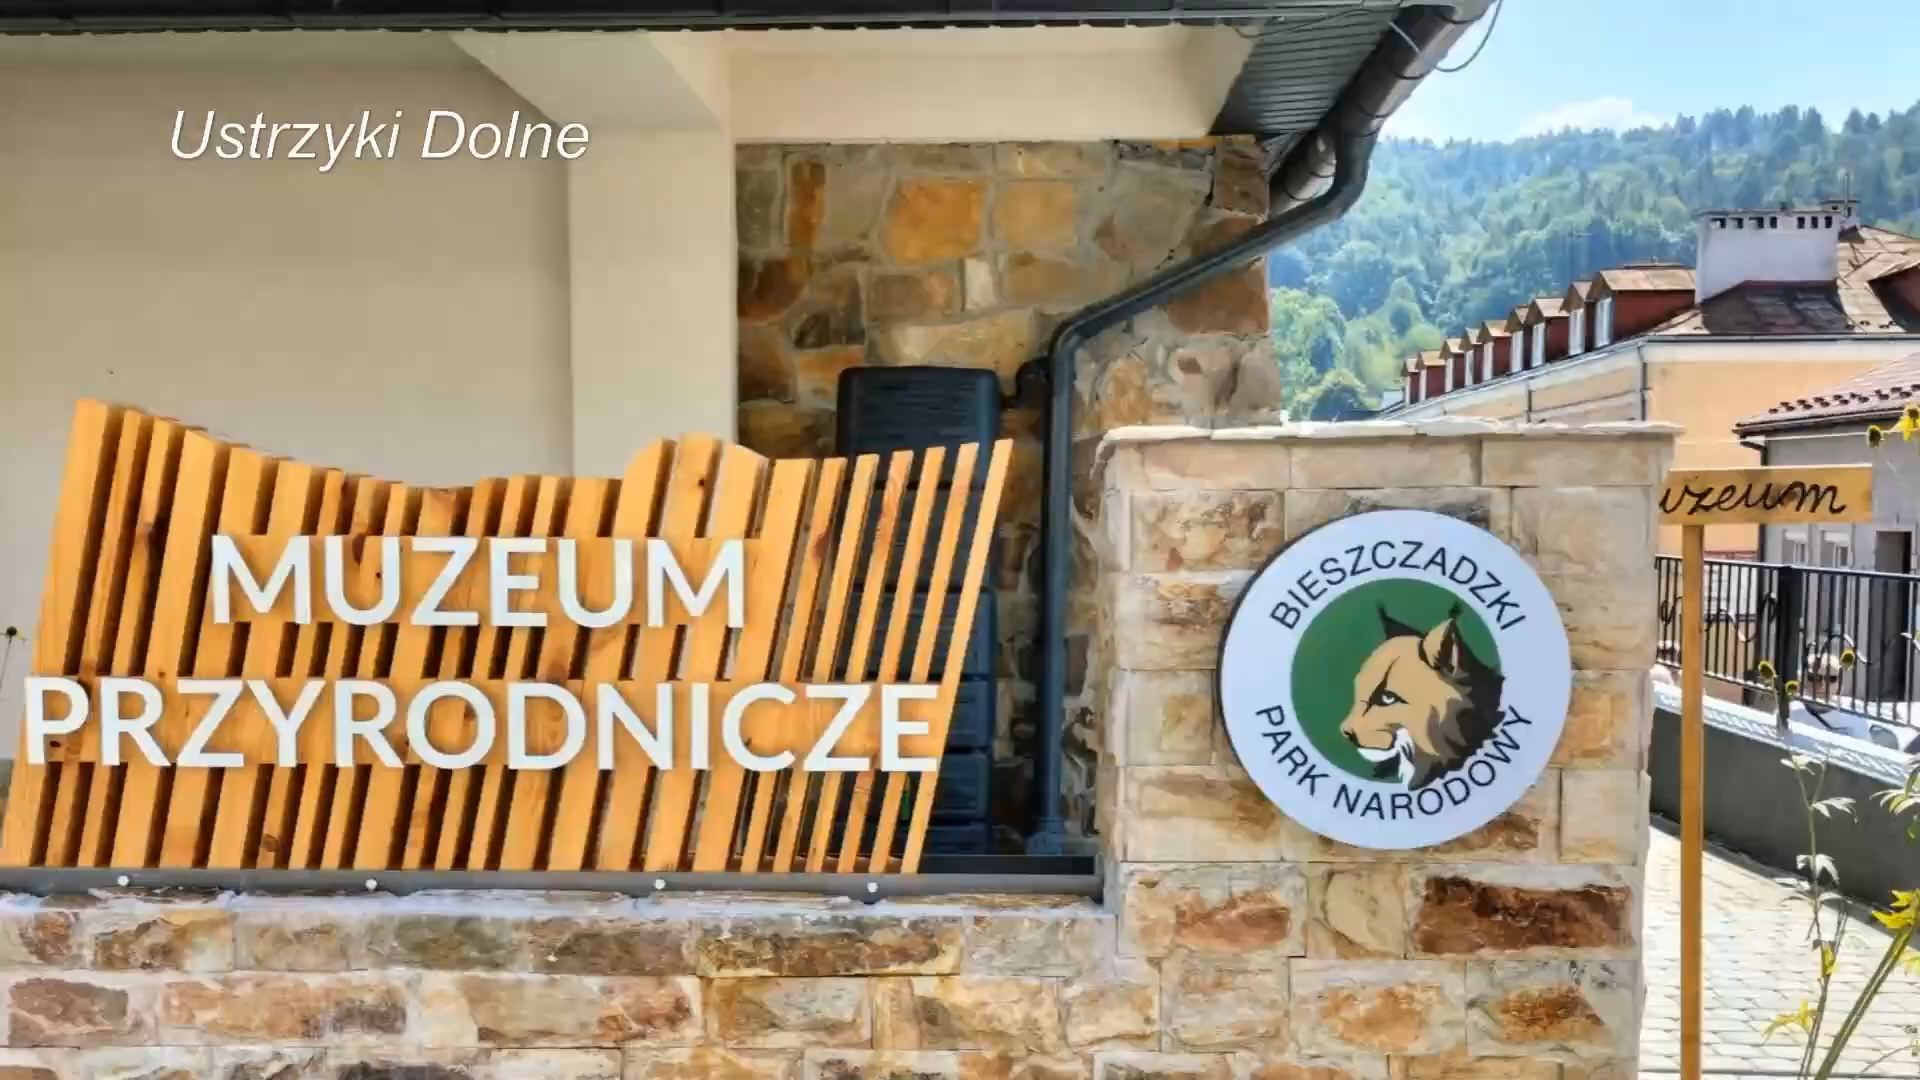 Ustrzyki Dolne
MUZEUM
PRZYRODNICZE
BIESZCZADZKI
PARK NARODOWY
uzeum